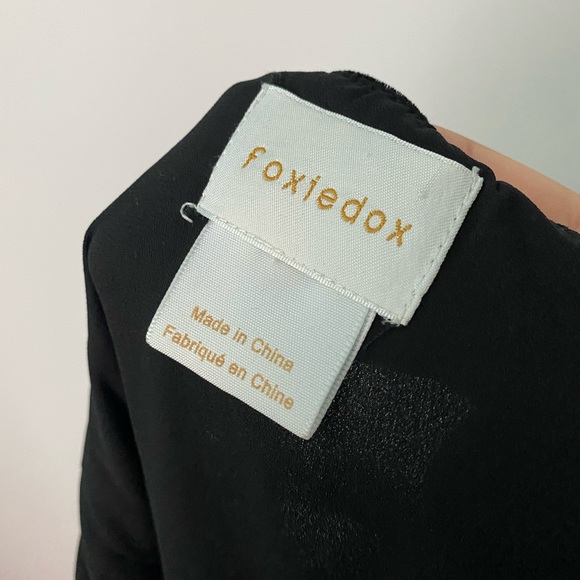 foxiedox
Made in China
Fabriqué en Chine